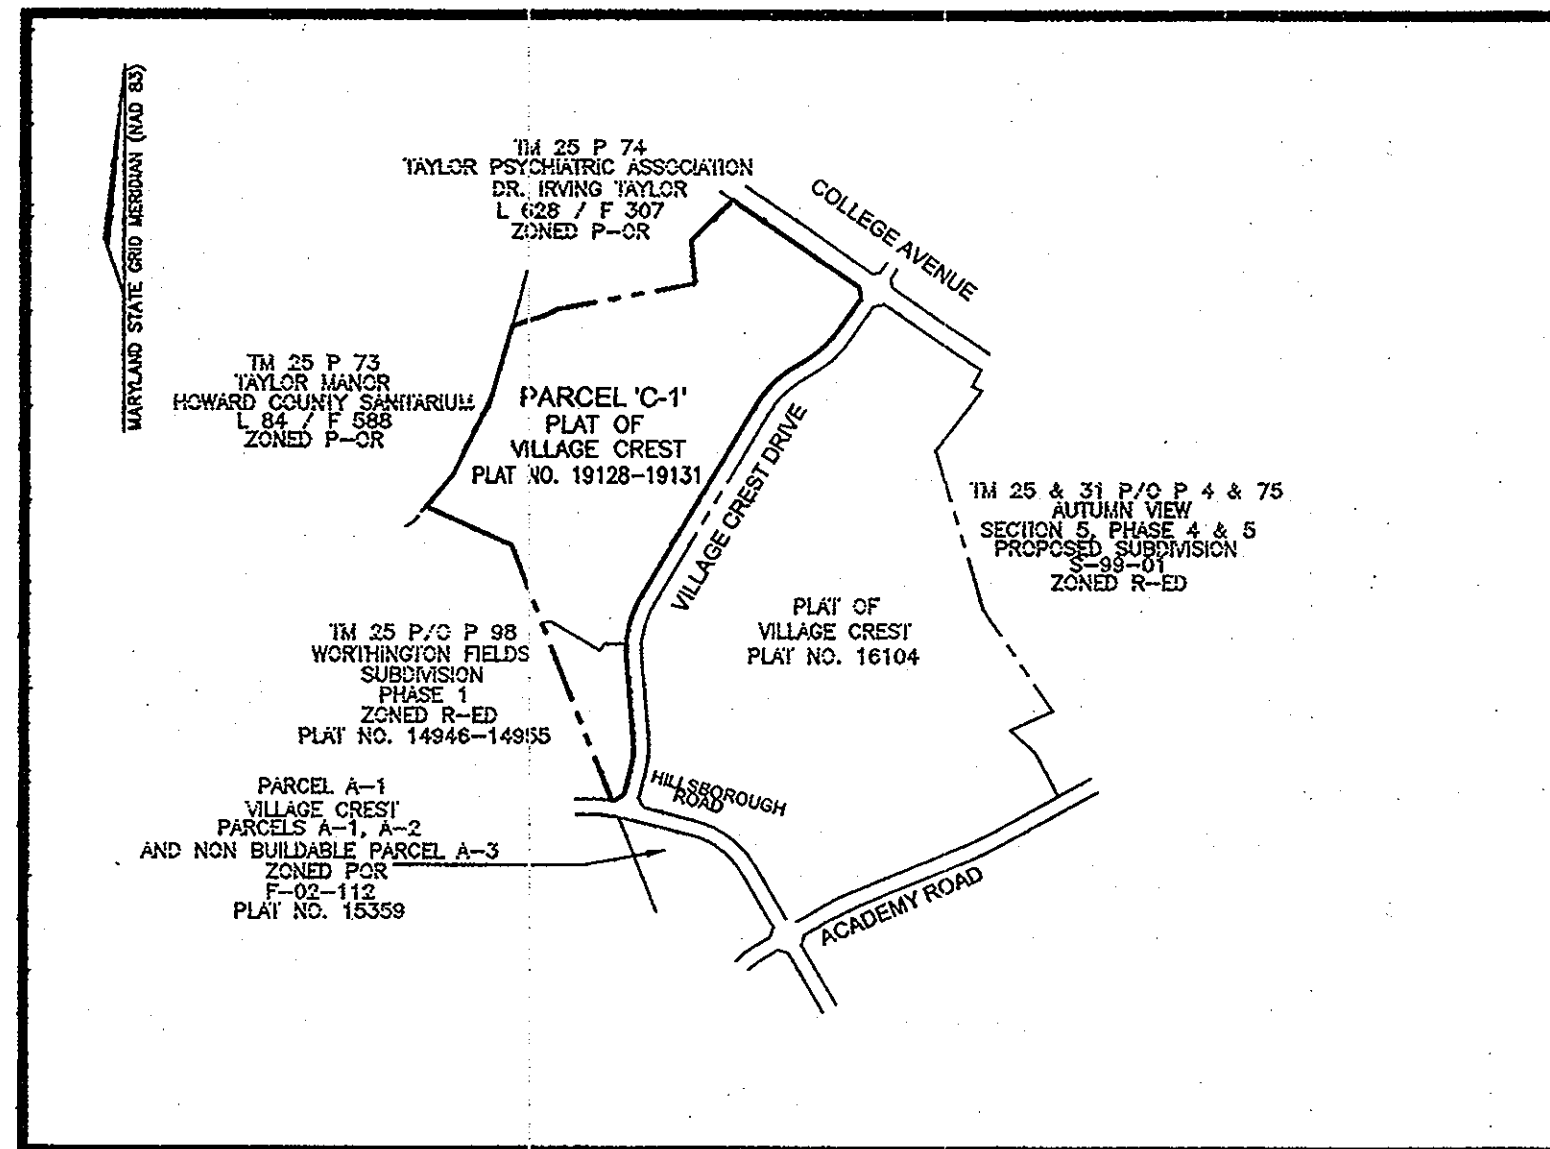 MARYLAND STATE GRID MERIDIAN (NAD 83)
TM 25 P 74
TAYLOR PSYCHIATRIC ASSOCIATION
DR. IRVING TAYLOR
L 628 / F 307
ZONED P-OR
COLLEGE AVENUE
TM 25 P 73
TAYLOR MANOR
HOWARD COUNTY SANITARIUM
L 84 / F 588
ZONED P-OR
PARCEL 'C-1'
PLAT OF
VILLAGE CREST
PLAT NO. 19128-19131
VILLAGE CREST DRIVE
TM 25 & 31 P/O P 4 & 75
AUTUMN VIEW
SECTION 5, PHASE 4 & 5
PROPOSED SUBDIVISION
S-99-01
ZONED R-ED
PLAT OF
VILLAGE CREST
PLAT NO. 16104
TM 25 P/O P 98
WORTHINGTON FIELDS
SUBDIVISION
PHASE 1
ZONED R-ED
PLAT NO. 14946-14955
HILLSBOROUGH
ROAD
PARCEL A-1
VILLAGE CREST
PARCELS A-1, A-2
AND NON BUILDABLE PARCEL A-3
ZONED POR
F-02-112
PLAT NO. 15359
ACADEMY ROAD